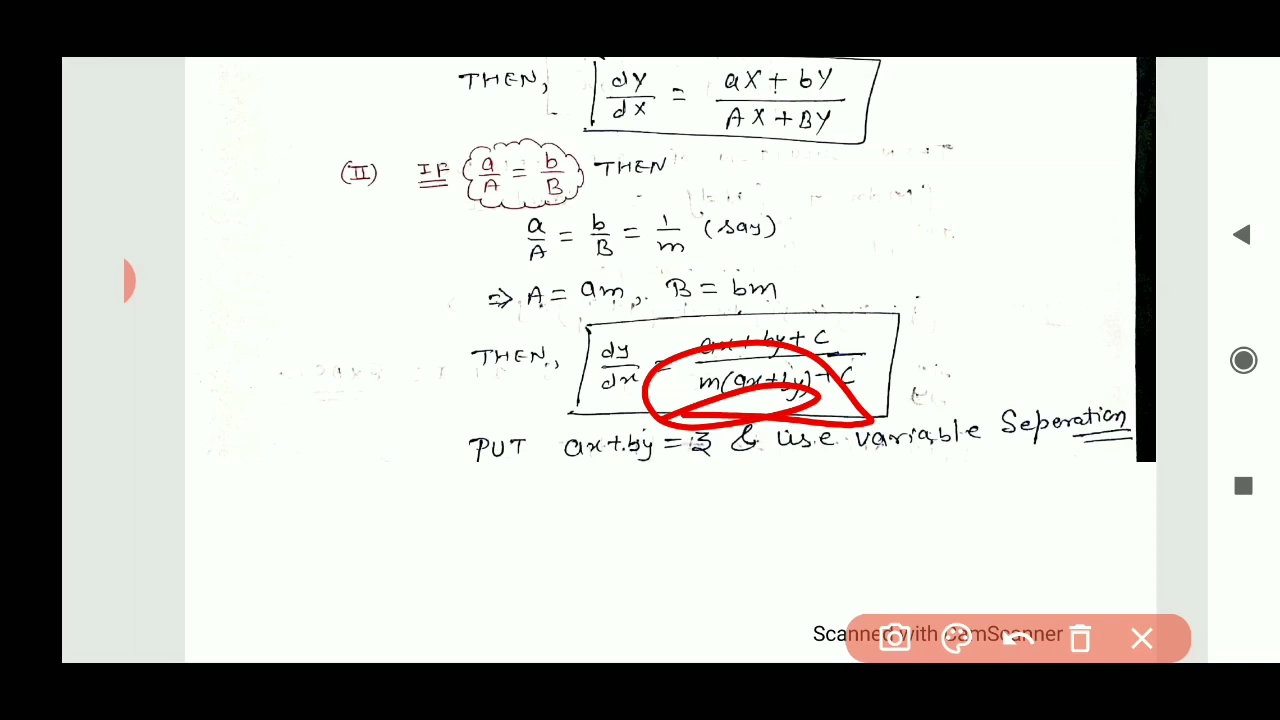 THEN, dy/dx = aX + bY / AX + BY
(II) IF a/A = b/B THEN
a/A = b/B = 1/m (say)
⇒ A = am, B = bm
THEN, dy/dx = ax + by + C / m(ax+by) + C
PUT ax+by = z & use variable Seperation
Scanned with CamScanner